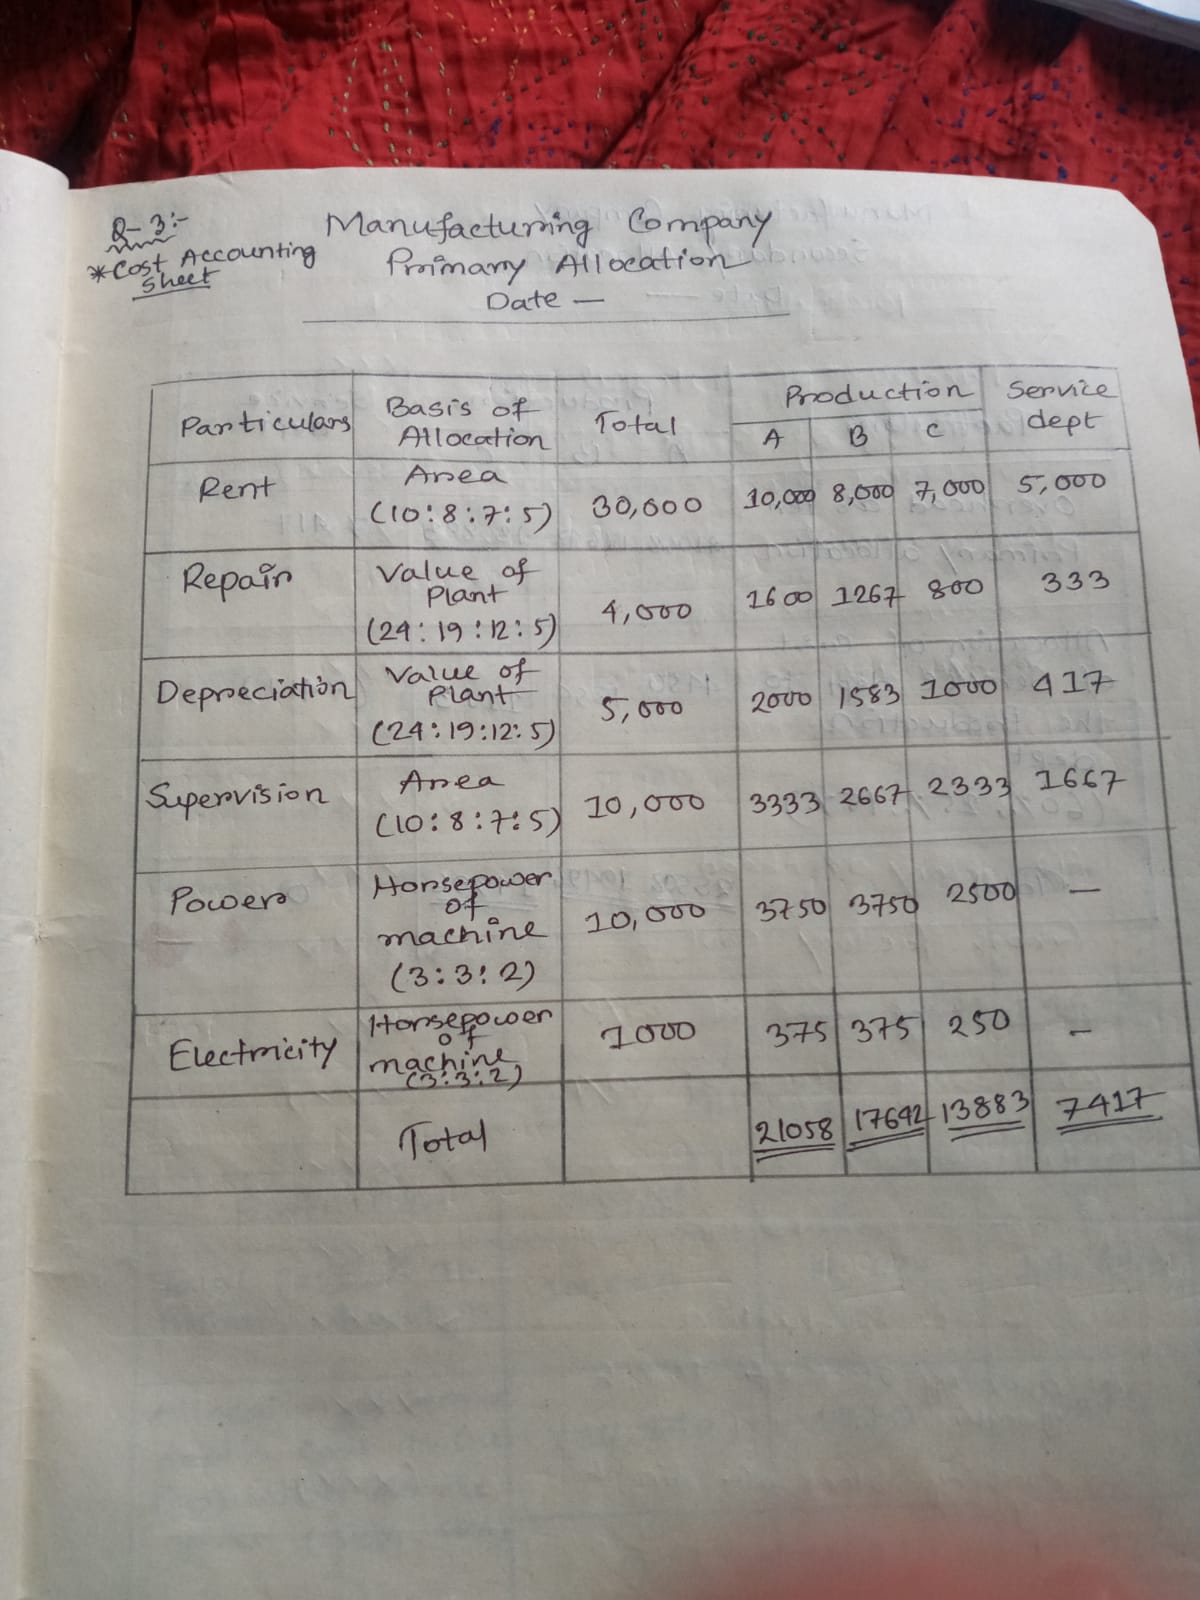 Q-3:-
*Cost Accounting
Sheet
Manufacturing Company
Primary Allocation
Date —
Particulars | Basis of Allocation | Total | Production A | B | C | Service dept
Rent | Area (10:8:7:5) | 30,000 | 10,000 | 8,000 | 7,000 | 5,000
Repair | Value of Plant (24:19:12:5) | 4,000 | 1600 | 1267 | 800 | 333
Depreciation | Value of Plant (24:19:12:5) | 5,000 | 2000 | 1583 | 1000 | 417
Supervision | Area (10:8:7:5) | 10,000 | 3333 | 2667 | 2333 | 1667
Power | Horsepower of machine (3:3:2) | 10,000 | 3750 | 3750 | 2500 | —
Electricity | Horsepower of machine (3:3:2) | 1000 | 375 | 375 | 250 | –
Total | 21058 | 17642 | 13883 | 7417